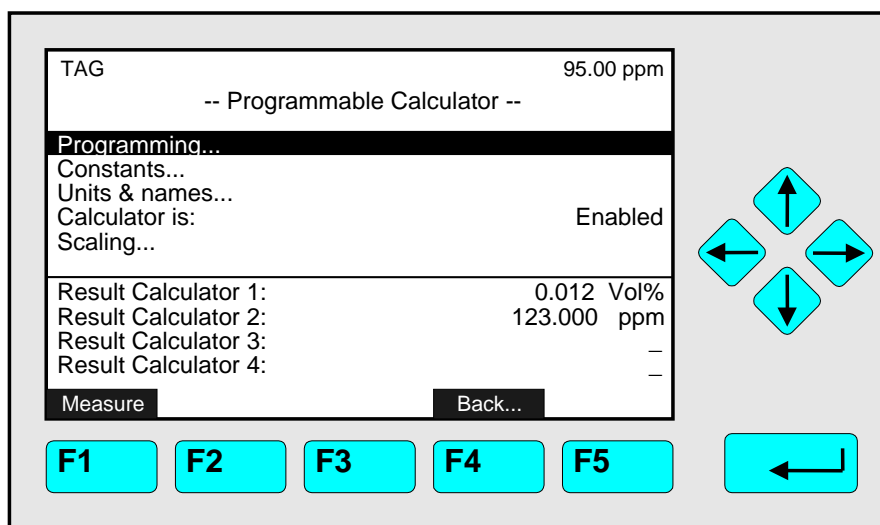 TAG 95.00 ppm
-- Programmable Calculator --
Programming...
Constants...
Units & names...
Calculator is: Enabled
Scaling...
Result Calculator 1: 0.012 Vol%
Result Calculator 2: 123.000 ppm
Result Calculator 3: _
Result Calculator 4: _
Measure Back...
F1 F2 F3 F4 F5